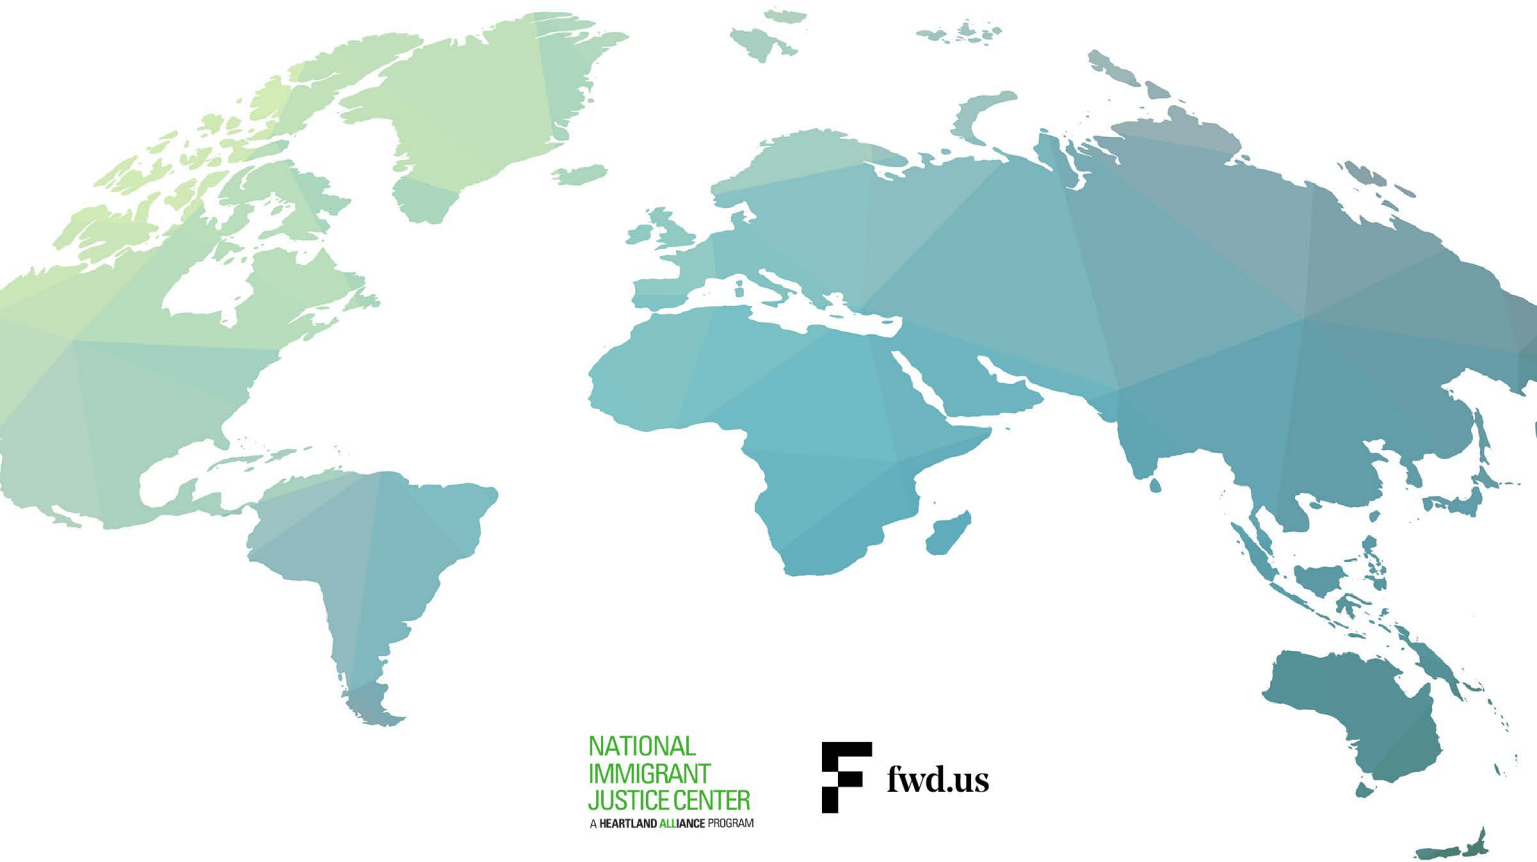 NATIONAL
IMMIGRANT
JUSTICE CENTER
A HEARTLAND ALLIANCE PROGRAM
fwd.us